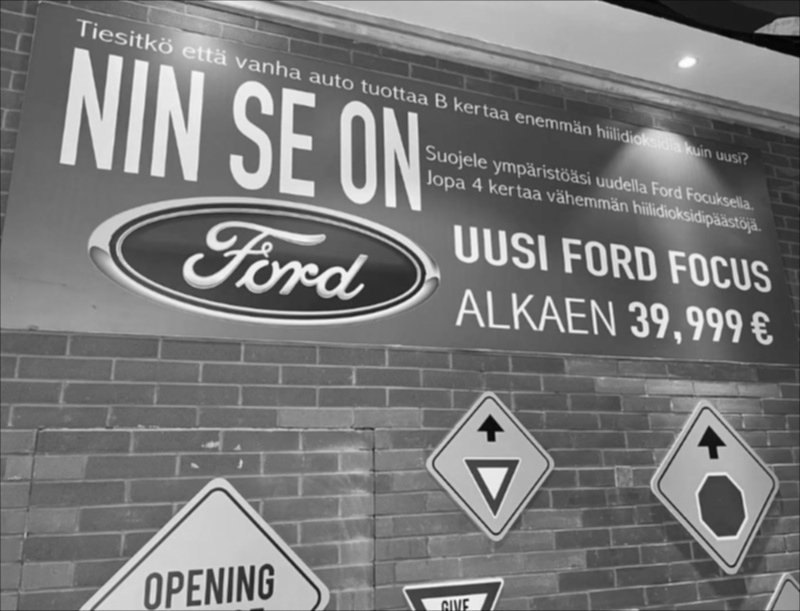 Tiesitkö että vanha auto tuottaa B kertaa enemmän hiilidioksidia kuin uusi?
NIN SE ON
Suojele ympäristöäsi uudella Ford Focuksella.
Jopa 4 kertaa vähemmän hiilidioksidipäästöjä.
Ford
UUSI FORD FOCUS
ALKAEN 39,999 €
OPENING
GIVE